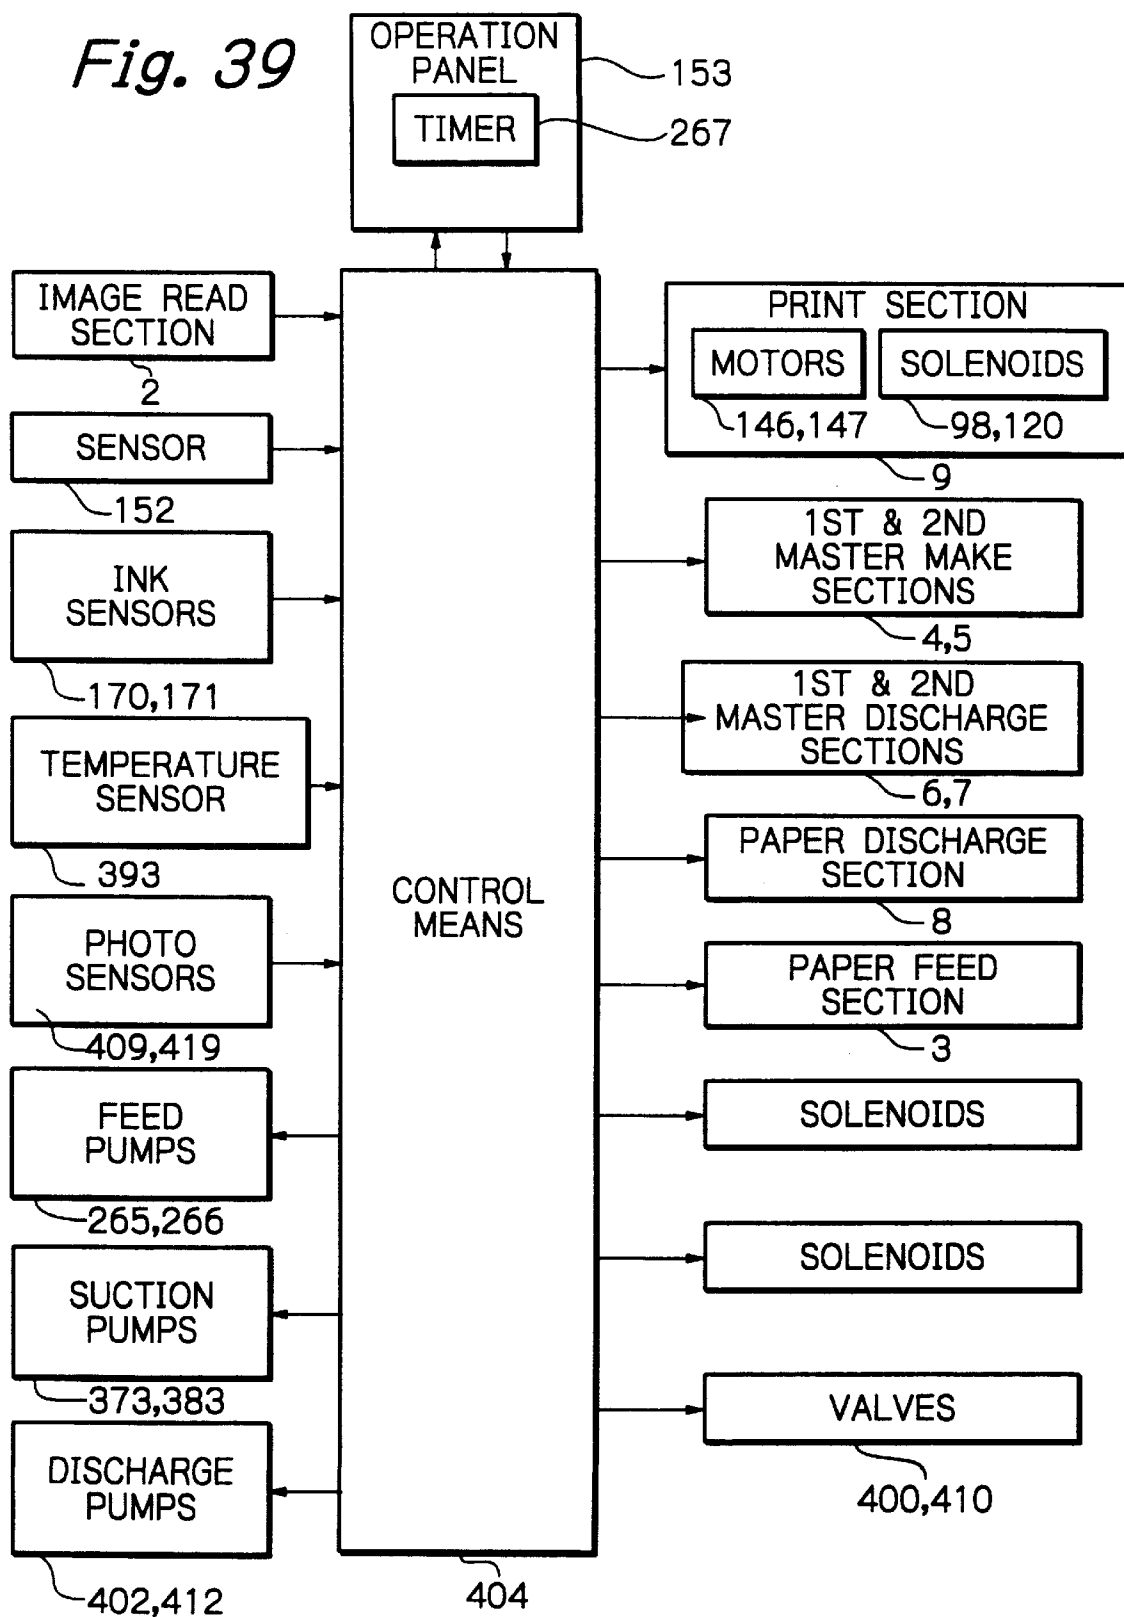 Fig. 39
OPERATION
PANEL
TIMER
153
267
IMAGE READ
SECTION
2
SENSOR
152
INK
SENSORS
170,171
TEMPERATURE
SENSOR
393
PHOTO
SENSORS
409,419
FEED
PUMPS
265,266
SUCTION
PUMPS
373,383
DISCHARGE
PUMPS
402,412
CONTROL
MEANS
404
PRINT SECTION
MOTORS
SOLENOIDS
146,147
98,120
9
1ST & 2ND
MASTER MAKE
SECTIONS
4,5
1ST & 2ND
MASTER DISCHARGE
SECTIONS
6,7
PAPER DISCHARGE
SECTION
8
PAPER FEED
SECTION
3
SOLENOIDS
SOLENOIDS
VALVES
400,410